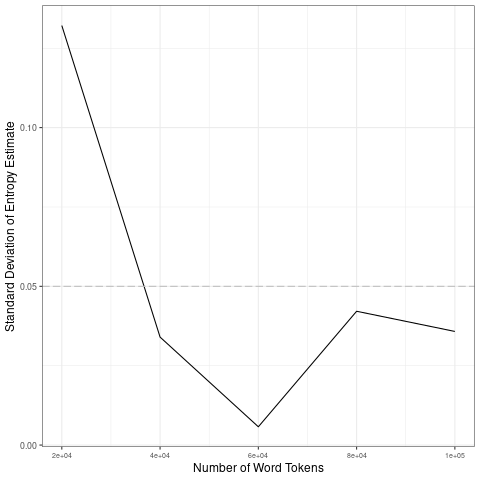 Standard Deviation of Entropy Estimate
0.10
0.05
0.00
2e+04 4e+04 6e+04 8e+04 1e+05
Number of Word Tokens